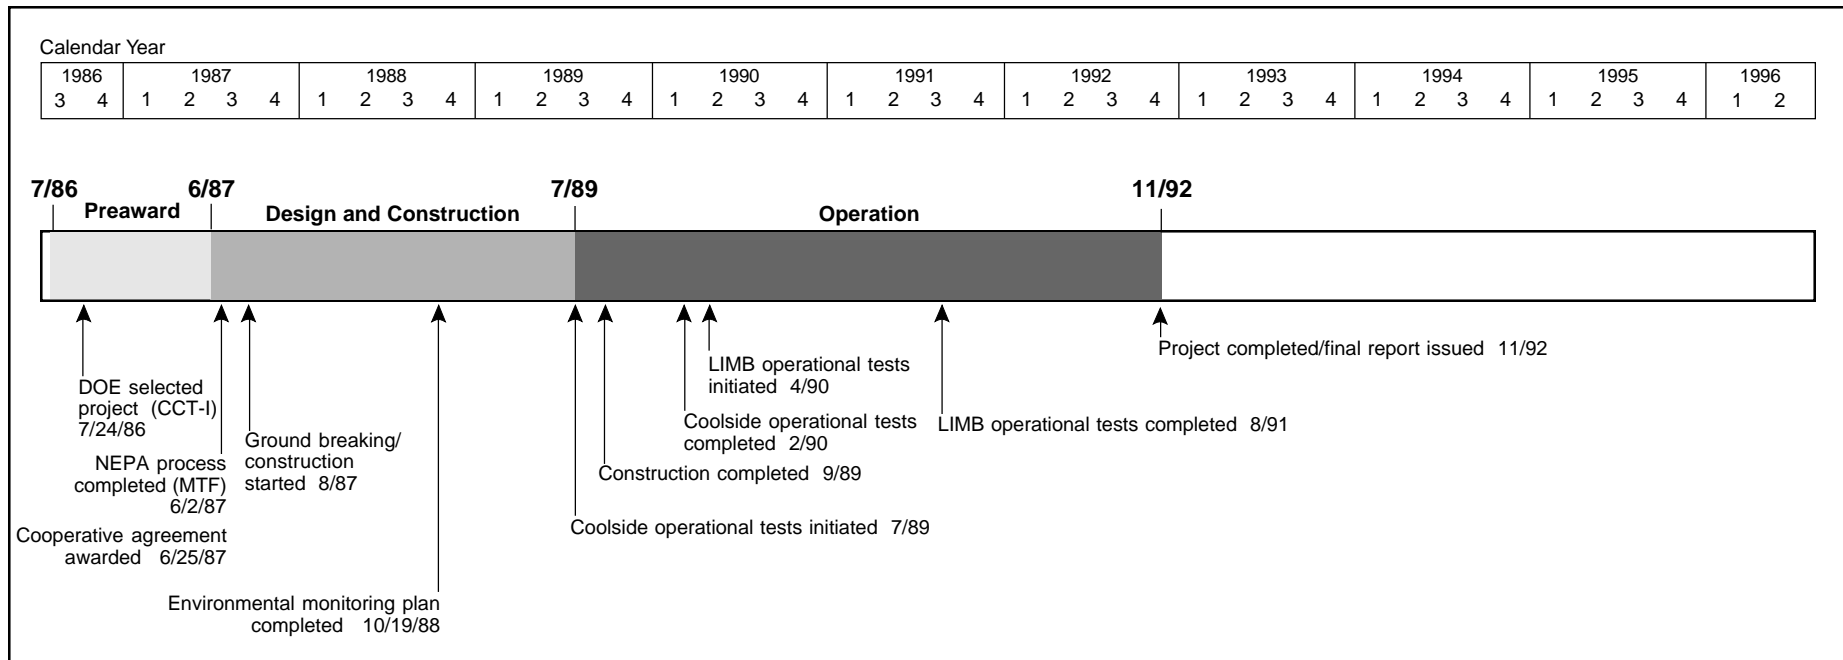 Calendar Year
1986 1987 1988 1989 1990 1991 1992 1993 1994 1995 1996
3 4 1 2 3 4 1 2 3 4 1 2 3 4 1 2 3 4 1 2 3 4 1 2 3 4 1 2 3 4 1 2 3 4 1 2 3 4 1 2
7/86 6/87 7/89 11/92
Preaward Design and Construction Operation
DOE selected
project (CCT-I)
7/24/86
NEPA process
completed (MTF)
6/2/87
Cooperative agreement
awarded 6/25/87
Ground breaking/
construction
started 8/87
Environmental monitoring plan
completed 10/19/88
LIMB operational tests
initiated 4/90
Coolside operational tests
completed 2/90
Construction completed 9/89
Coolside operational tests initiated 7/89
LIMB operational tests completed 8/91
Project completed/final report issued 11/92